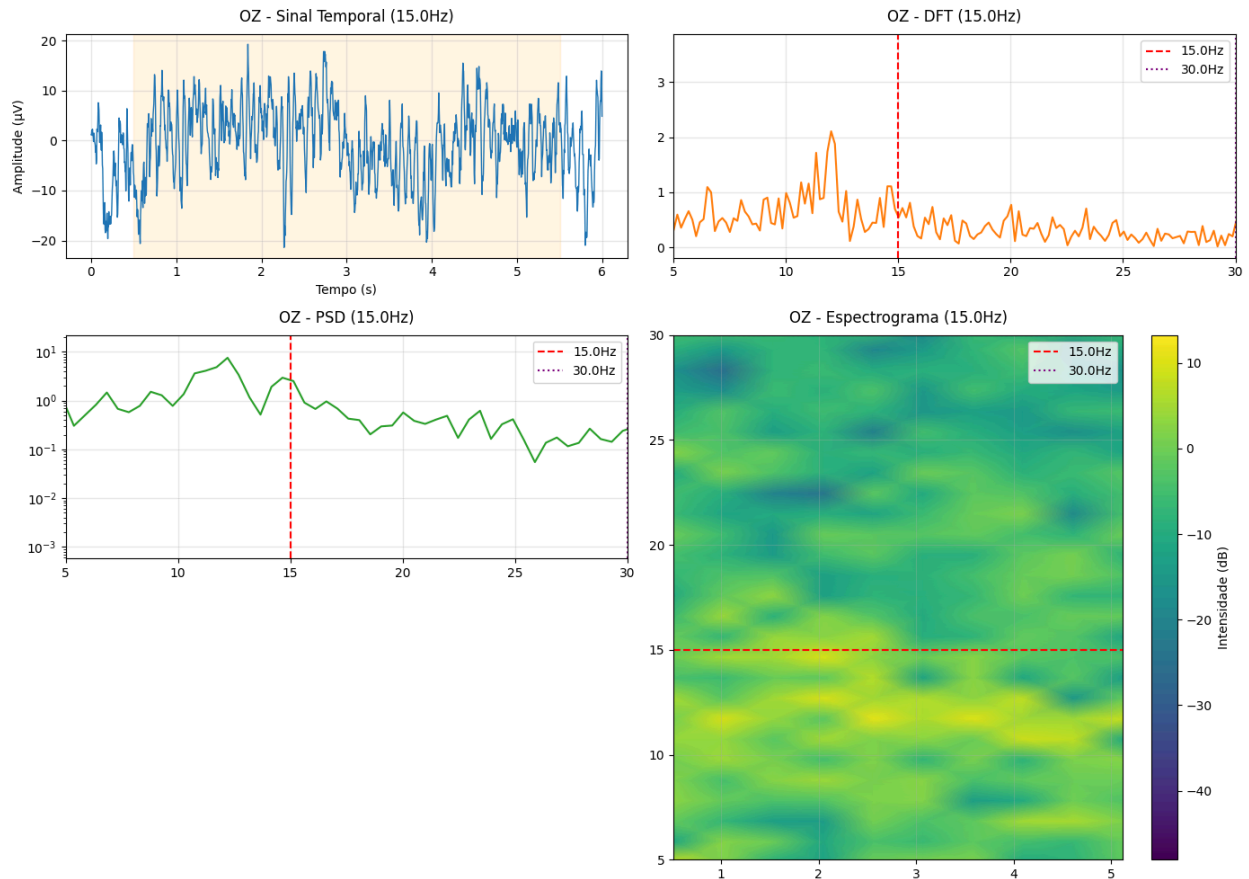 OZ - Sinal Temporal (15.0Hz)
Amplitude (µV)
20
10
0
−10
−20
0 1 2 3 4 5 6
Tempo (s)
OZ - DFT (15.0Hz)
15.0Hz
30.0Hz
3
2
1
0
5 10 15 20 25 30
OZ - PSD (15.0Hz)
15.0Hz
30.0Hz
10¹
10⁰
10⁻¹
10⁻²
10⁻³
5 10 15 20 25 30
OZ - Espectrograma (15.0Hz)
15.0Hz
30.0Hz
30
25
20
15
10
5
1 2 3 4 5
10
0
−10
−20
−30
−40
Intensidade (dB)